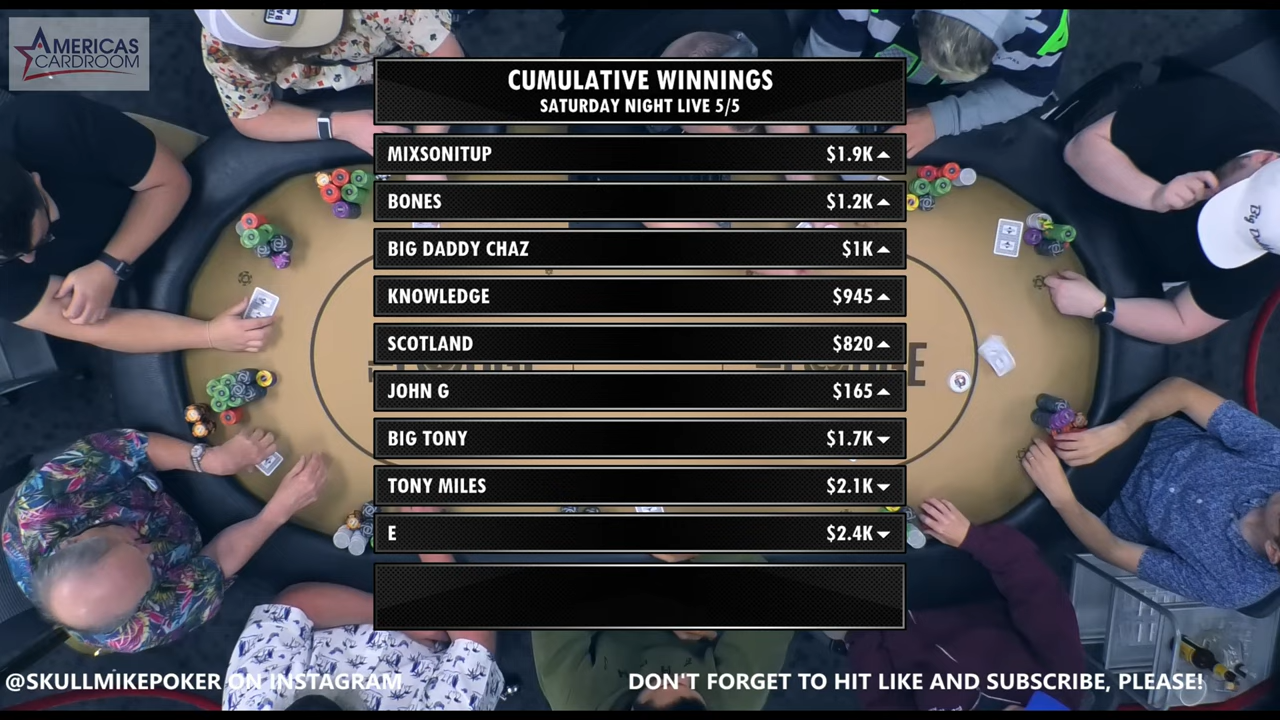 AMERICAS
CARDROOM
CUMULATIVE WINNINGS
SATURDAY NIGHT LIVE 5/5
MIXSONITUP $1.9K
BONES $1.2K
BIG DADDY CHAZ $1K
KNOWLEDGE $945
SCOTLAND $820
JOHN G $165
BIG TONY $1.7K
TONY MILES $2.1K
E $2.4K
@SKULLMIKEPOKER ON INSTAGRAM
DON'T FORGET TO HIT LIKE AND SUBSCRIBE, PLEASE!